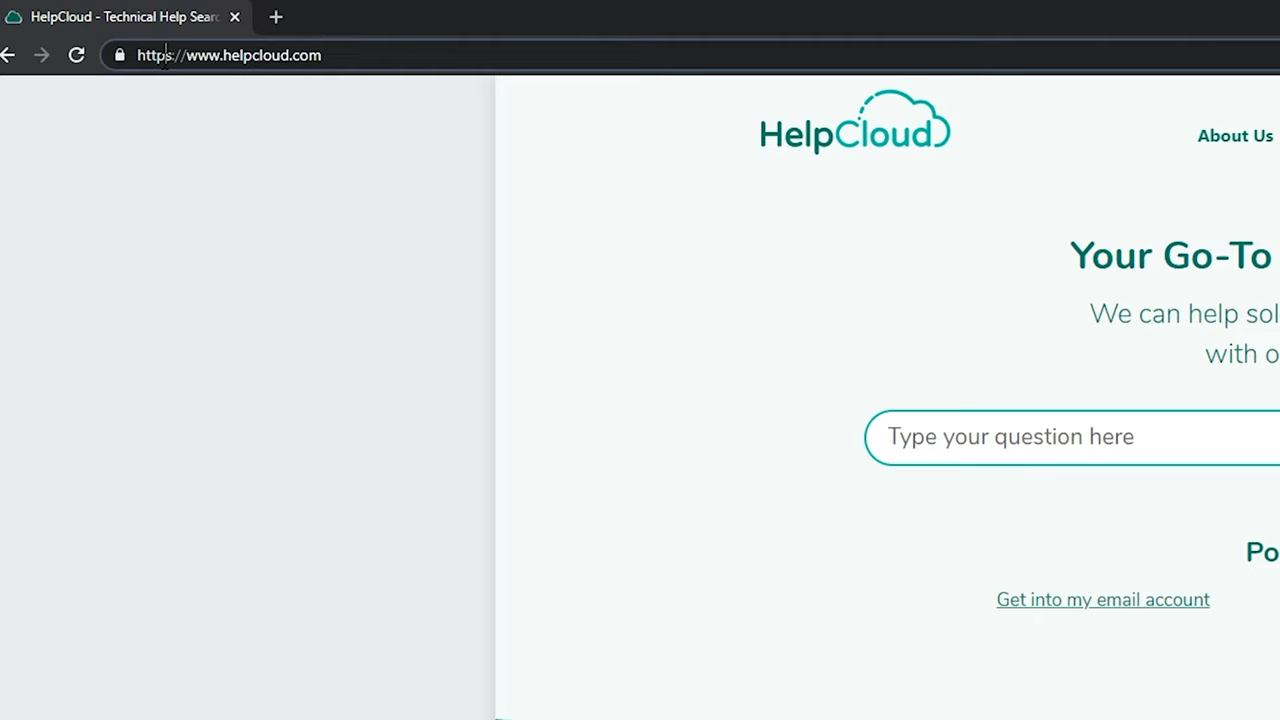 HelpCloud - Technical Help Sear
https://www.helpcloud.com
HelpCloud
About Us
Your Go-To
We can help sol
with o
Type your question here
Po
Get into my email account